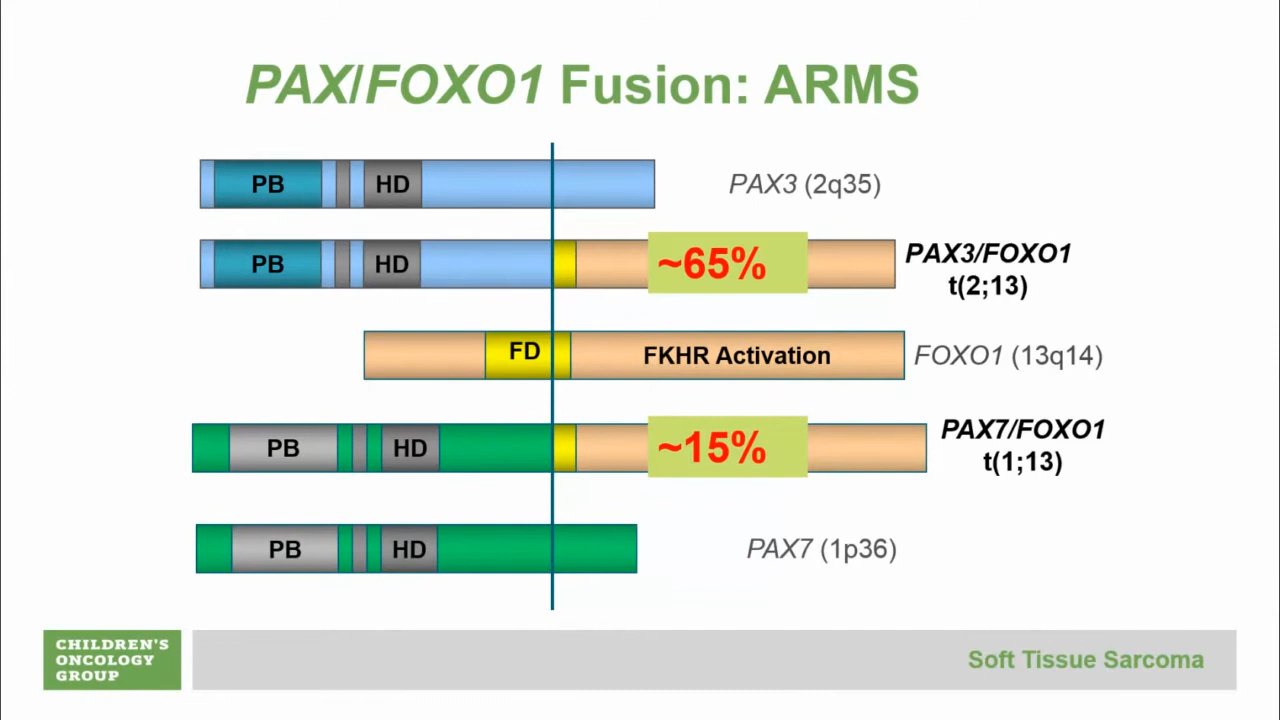 PAX/FOXO1 Fusion: ARMS
PB HD PAX3 (2q35)
PB HD ~65% PAX3/FOXO1
t(2;13)
FD FKHR Activation FOXO1 (13q14)
PB HD ~15% PAX7/FOXO1
t(1;13)
PB HD PAX7 (1p36)
CHILDREN'S
ONCOLOGY
GROUP
Soft Tissue Sarcoma